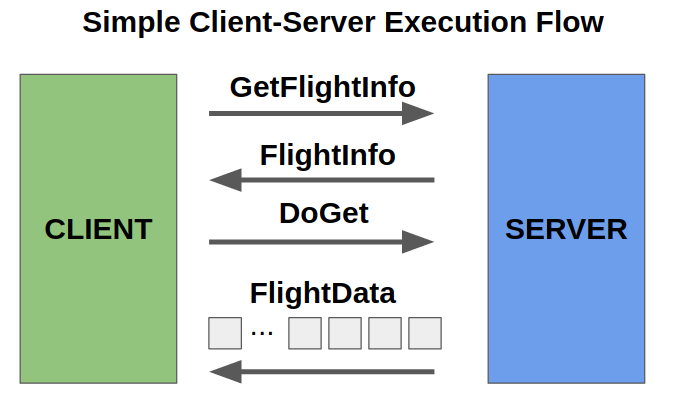 Simple Client-Server Execution Flow
GetFlightInfo
FlightInfo
DoGet
CLIENT
SERVER
FlightData
...